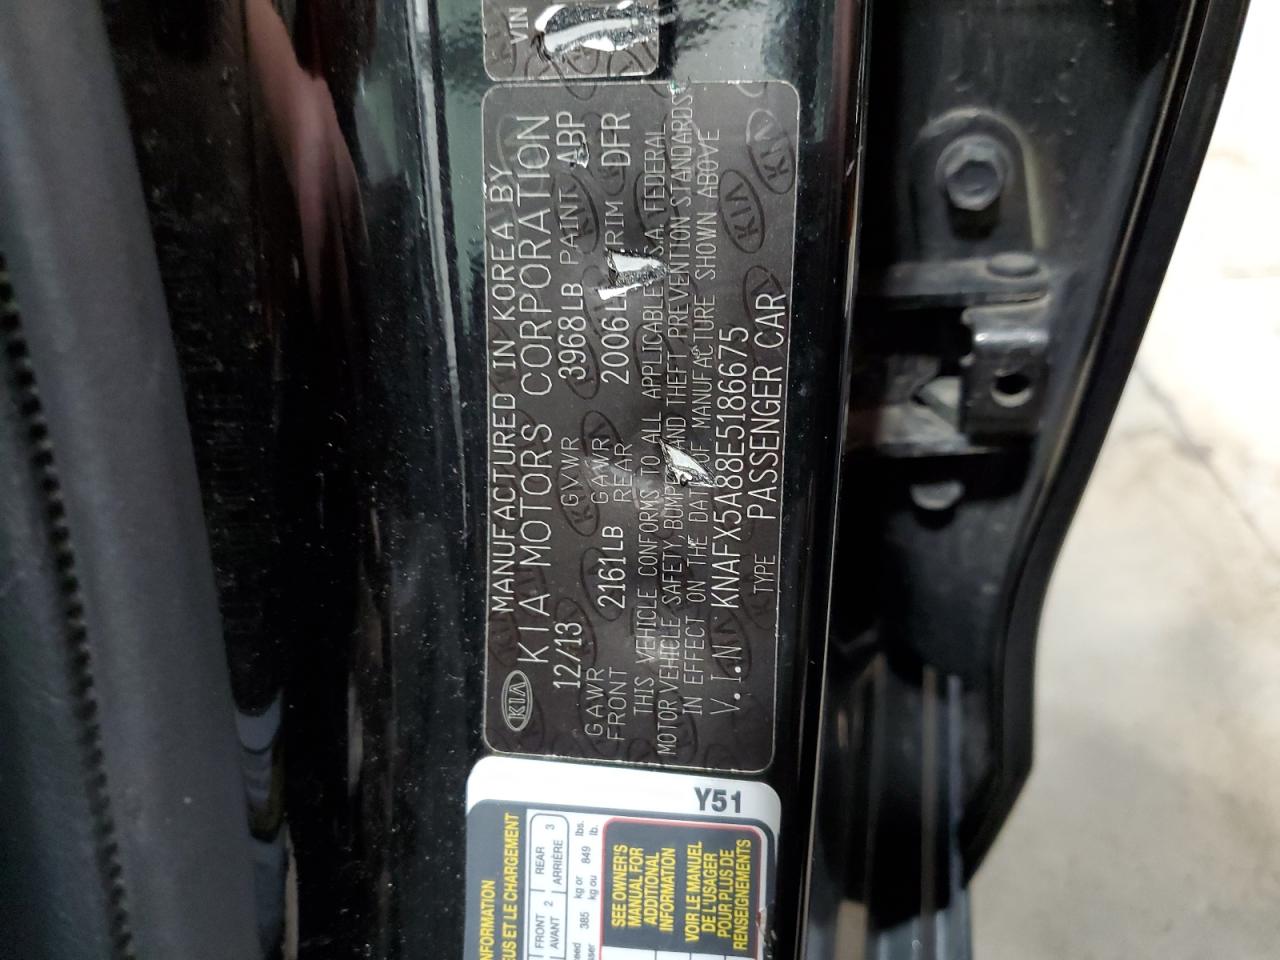 VIN
MANUFACTURED IN KOREA BY
KIA KIA MOTORS CORPORATION
12/13 GVWR 3968LB PAINT ABP
GAWR FRONT 2161LB GAWR REAR 2006LB TRIM DFR
THIS VEHICLE CONFORMS TO ALL APPLICABLE U.S.A. FEDERAL
MOTOR VEHICLE SAFETY, BUMPER AND THEFT PREVENTION STANDARDS
IN EFFECT ON THE DATE OF MANUFACTURE SHOWN ABOVE
V.I.N KNAFX5A88E5186675
TYPE PASSENGER CAR
Y51
INFORMATION
ET LE CHARGEMENT
FRONT 2 REAR 3
AVANT 2 ARRIÈRE 3
385 kg or 849 lbs.
kg ou lb.
SEE OWNER'S
MANUAL FOR
ADDITIONAL
INFORMATION
VOIR LE MANUEL
DE L'USAGER
POUR PLUS DE
RENSEIGNEMENTS